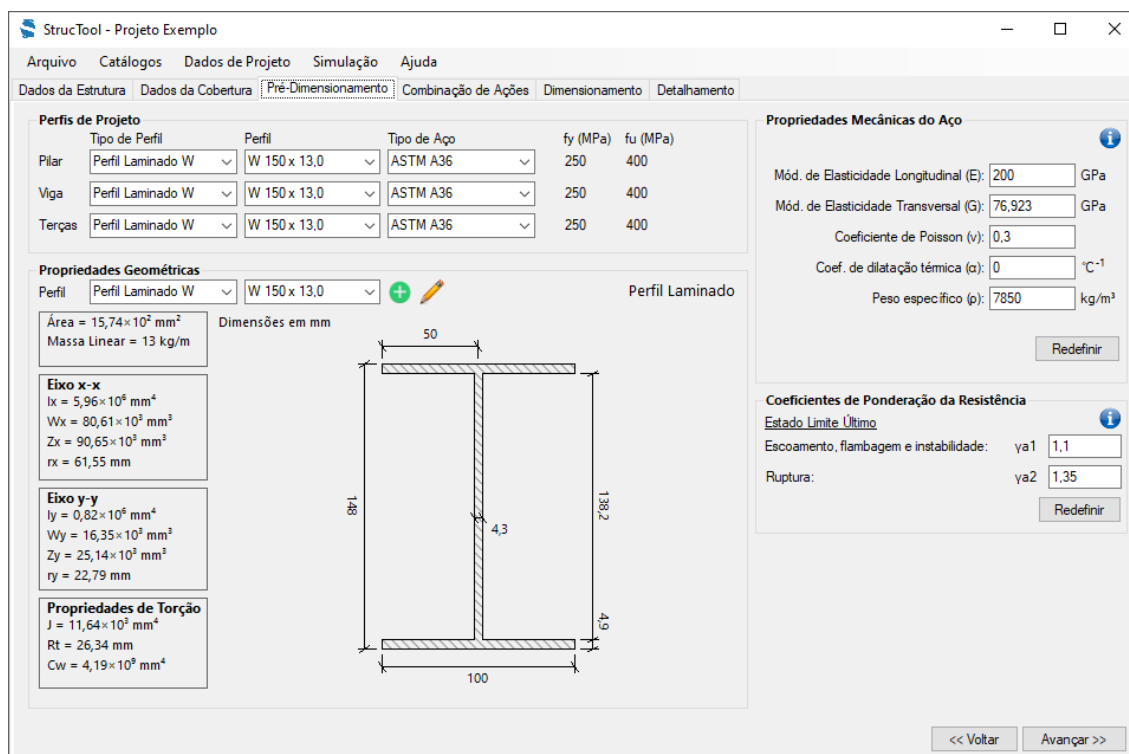 StrucTool - Projeto Exemplo
Arquivo Catálogos Dados de Projeto Simulação Ajuda
Dados da Estrutura Dados da Cobertura Pré-Dimensionamento Combinação de Ações Dimensionamento Detalhamento
Perfis de Projeto
Tipo de Perfil Perfil Tipo de Aço fy (MPa) fu (MPa)
Pilar Perfil Laminado W W 150 x 13,0 ASTM A36 250 400
Viga Perfil Laminado W W 150 x 13,0 ASTM A36 250 400
Terças Perfil Laminado W W 150 x 13,0 ASTM A36 250 400
Propriedades Geométricas
Perfil Perfil Laminado W W 150 x 13,0 Perfil Laminado
Área = 15,74×10² mm²
Massa Linear = 13 kg/m
Dimensões em mm
Eixo x-x
Ix = 5,96×10⁶ mm⁴
Wx = 80,61×10³ mm³
Zx = 90,65×10³ mm³
rx = 61,55 mm
Eixo y-y
Iy = 0,82×10⁶ mm⁴
Wy = 16,35×10³ mm³
Zy = 25,14×10³ mm³
ry = 22,79 mm
Propriedades de Torção
J = 11,64×10³ mm⁴
Rt = 26,34 mm
Cw = 4,19×10⁹ mm⁴
50
148
138,2
4,3
4,9
100
Propriedades Mecânicas do Aço
i
Mód. de Elasticidade Longitudinal (E): 200 GPa
Mód. de Elasticidade Transversal (G): 76,923 GPa
Coeficiente de Poisson (ν): 0,3
Coef. de dilatação térmica (α): 0 °C⁻¹
Peso específico (ρ): 7850 kg/m³
Redefinir
Coeficientes de Ponderação da Resistência
Estado Limite Último i
Escoamento, flambagem e instabilidade: γa1 1,1
Ruptura: γa2 1,35
Redefinir
<< Voltar Avançar >>